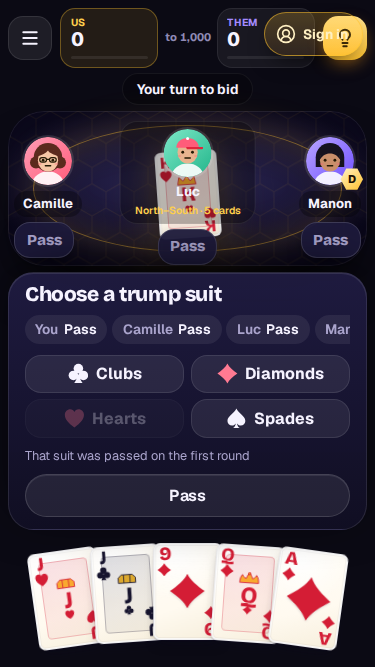 US
0
to 1,000
THEM
0
Sign
Your turn to bid
Camille
Luc
North-South · 5 cards
Manon
D
Pass
Pass
Pass
Choose a trump suit
You Pass
Camille Pass
Luc Pass
Mar
Clubs
Diamonds
Hearts
Spades
That suit was passed on the first round
Pass
J
J
J
J
9
9
Q
Q
Q
A
A